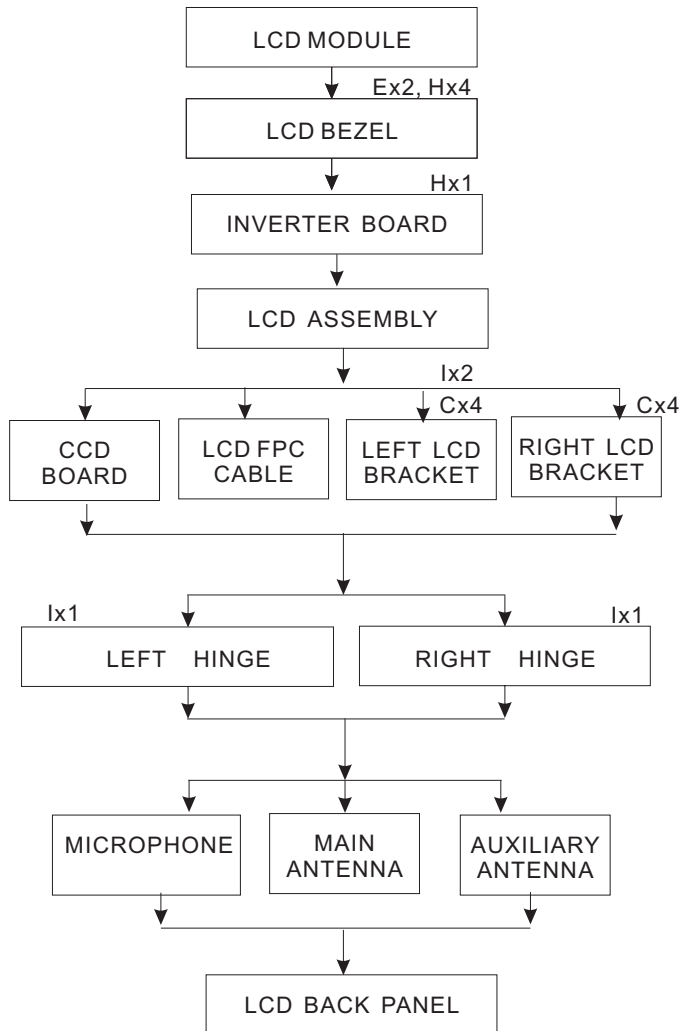 LCD MODULE
Ex2, Hx4
LCD BEZEL
Hx1
INVERTER BOARD
LCD ASSEMBLY
Ix2
Cx4
Cx4
CCD
BOARD
LCD FPC
CABLE
LEFT LCD
BRACKET
RIGHT LCD
BRACKET
Ix1
Ix1
LEFT HINGE
RIGHT HINGE
MICROPHONE
MAIN
ANTENNA
AUXILIARY
ANTENNA
LCD BACK PANEL